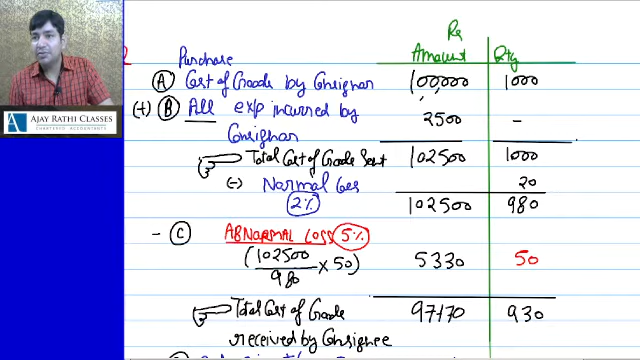 Rs
Purchase Amount Qty
(A) Cost of Goods by Consignor 100,000 1000
(+) (B) All exp incurred by 2500 -
Consignor
Total Cost of Goods Sent 102500 1000
(-) Normal Loss 20
2% 102500 980
- (C) ABNORMAL LOSS 5%
(102500/980 × 50) 5330 50
Total Cost of Goods 97170 930
received by Consignee
AJAY RATHI CLASSES
CHARTERED ACCOUNTANTS